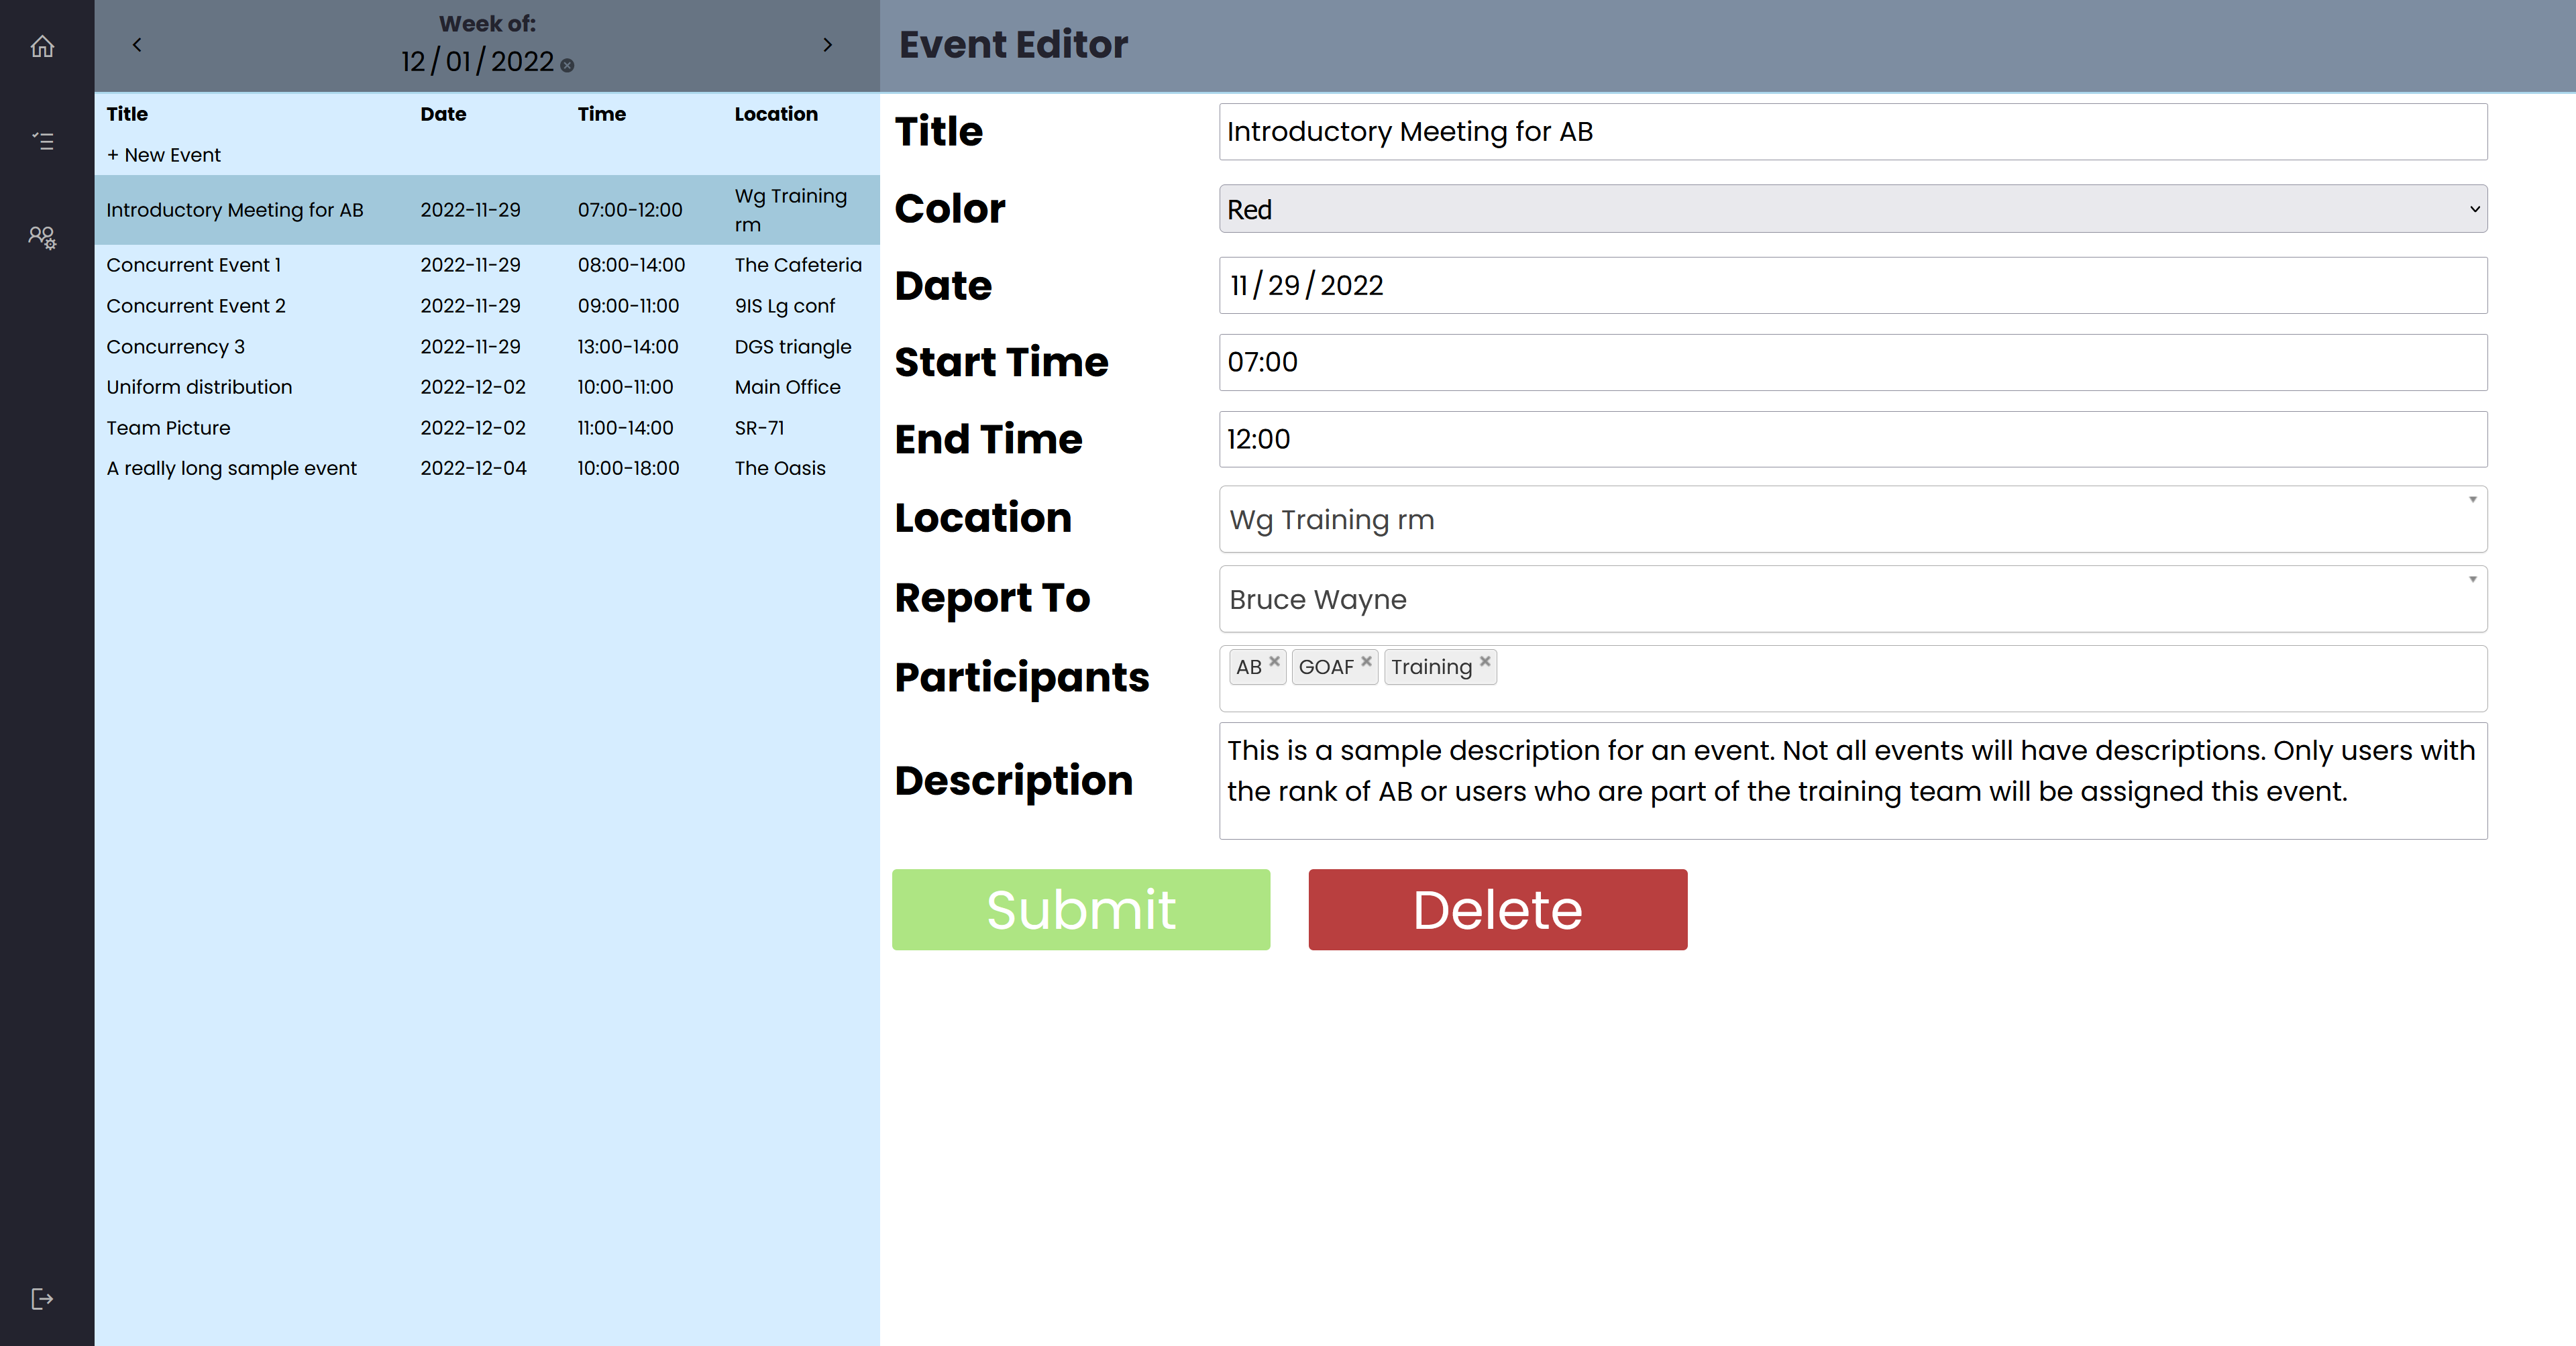 Week of:
12/01/2022
Title Date Time Location
+ New Event
Introductory Meeting for AB 2022-11-29 07:00-12:00 Wg Training
rm
Concurrent Event 1 2022-11-29 08:00-14:00 The Cafeteria
Concurrent Event 2 2022-11-29 09:00-11:00 9IS Lg conf
Concurrency 3 2022-11-29 13:00-14:00 DGS triangle
Uniform distribution 2022-12-02 10:00-11:00 Main Office
Team Picture 2022-12-02 11:00-14:00 SR-71
A really long sample event 2022-12-04 10:00-18:00 The Oasis
Event Editor
Title Introductory Meeting for AB
Color Red
Date 11/29/2022
Start Time 07:00
End Time 12:00
Location Wg Training rm
Report To Bruce Wayne
Participants AB GOAF Training
Description
This is a sample description for an event. Not all events will have descriptions. Only users with
the rank of AB or users who are part of the training team will be assigned this event.
Submit Delete